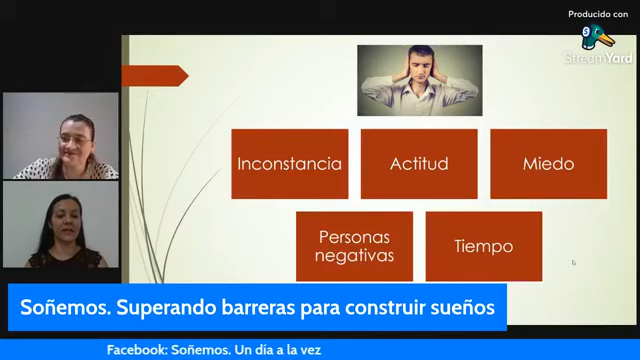 Producido con
StreamYard
Inconstancia
Actitud
Miedo
Personas
negativas
Tiempo
Soñemos. Superando barreras para construir sueños
Facebook: Soñemos. Un día a la vez